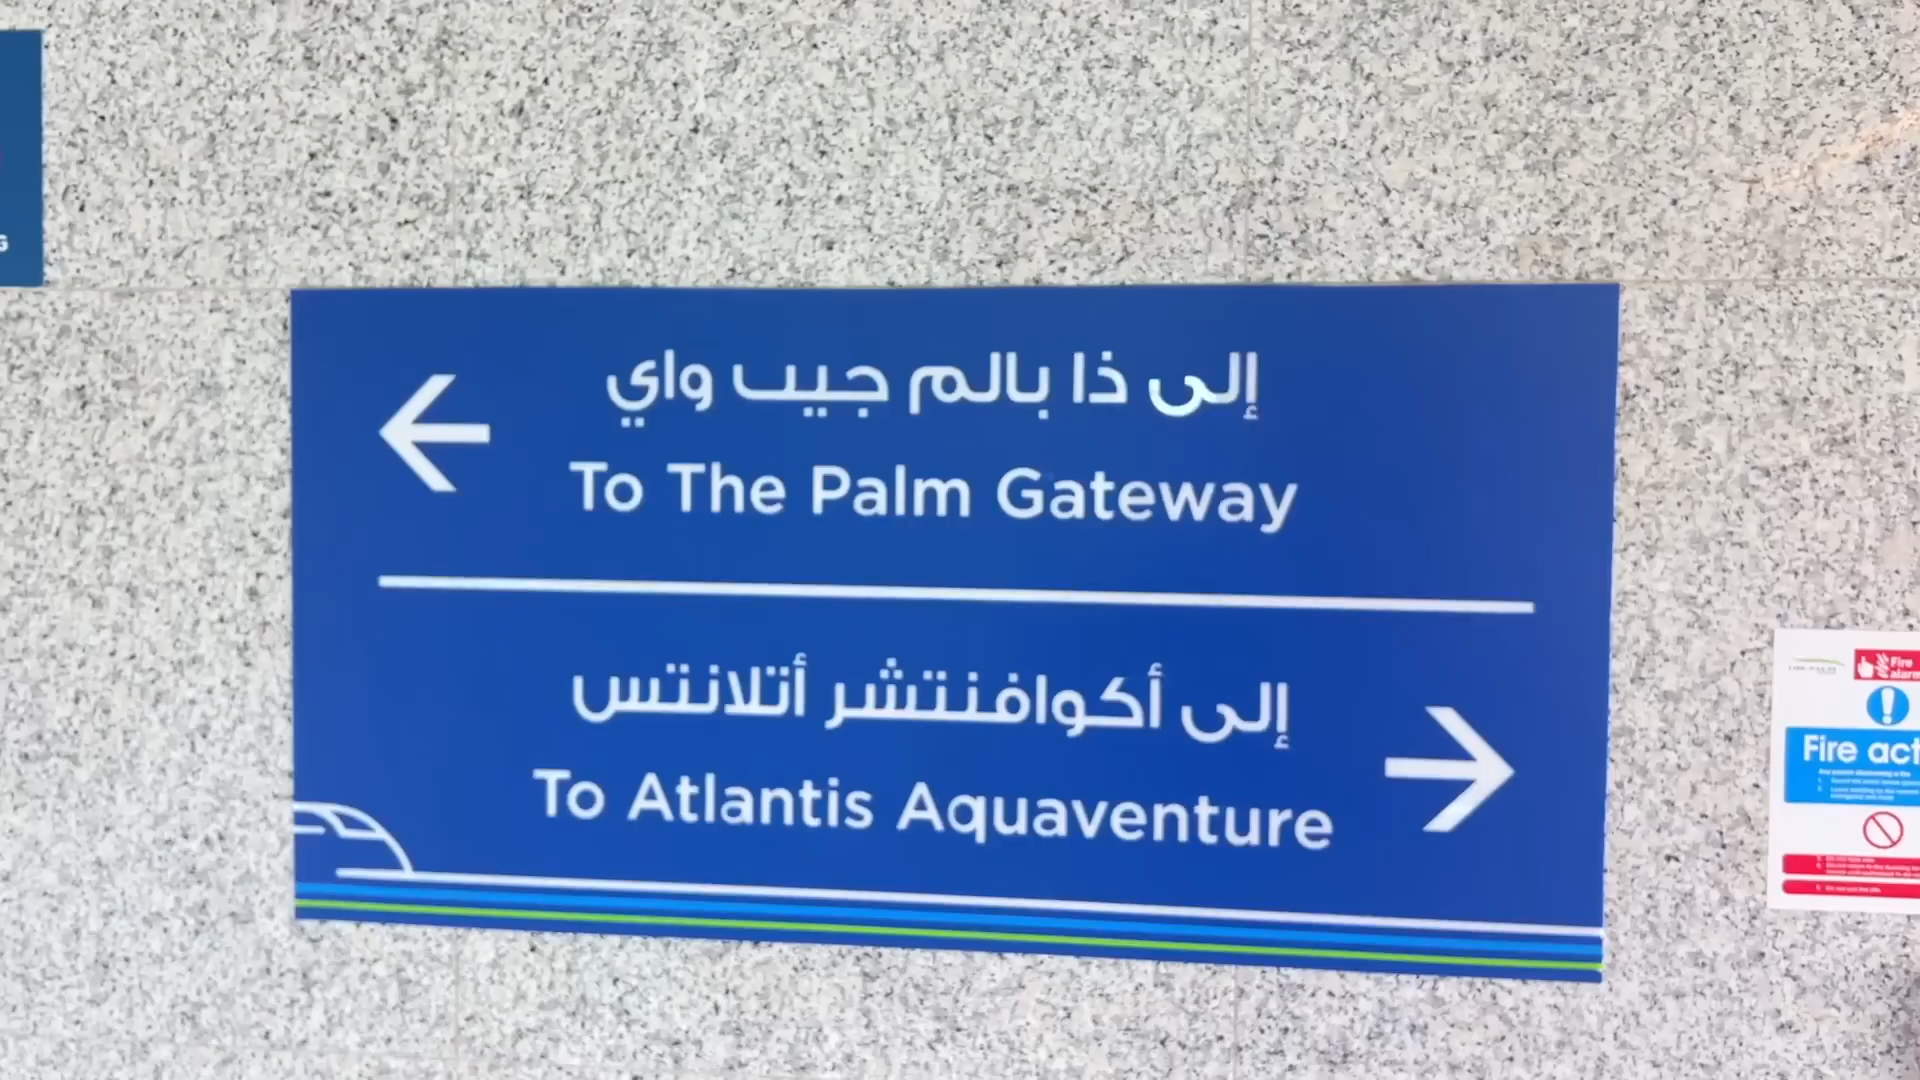 إلى ذا بالم جيب واي
To The Palm Gateway
إلى أكوافنتشر أتلانتس
To Atlantis Aquaventure
Fire
alarm
Fire act